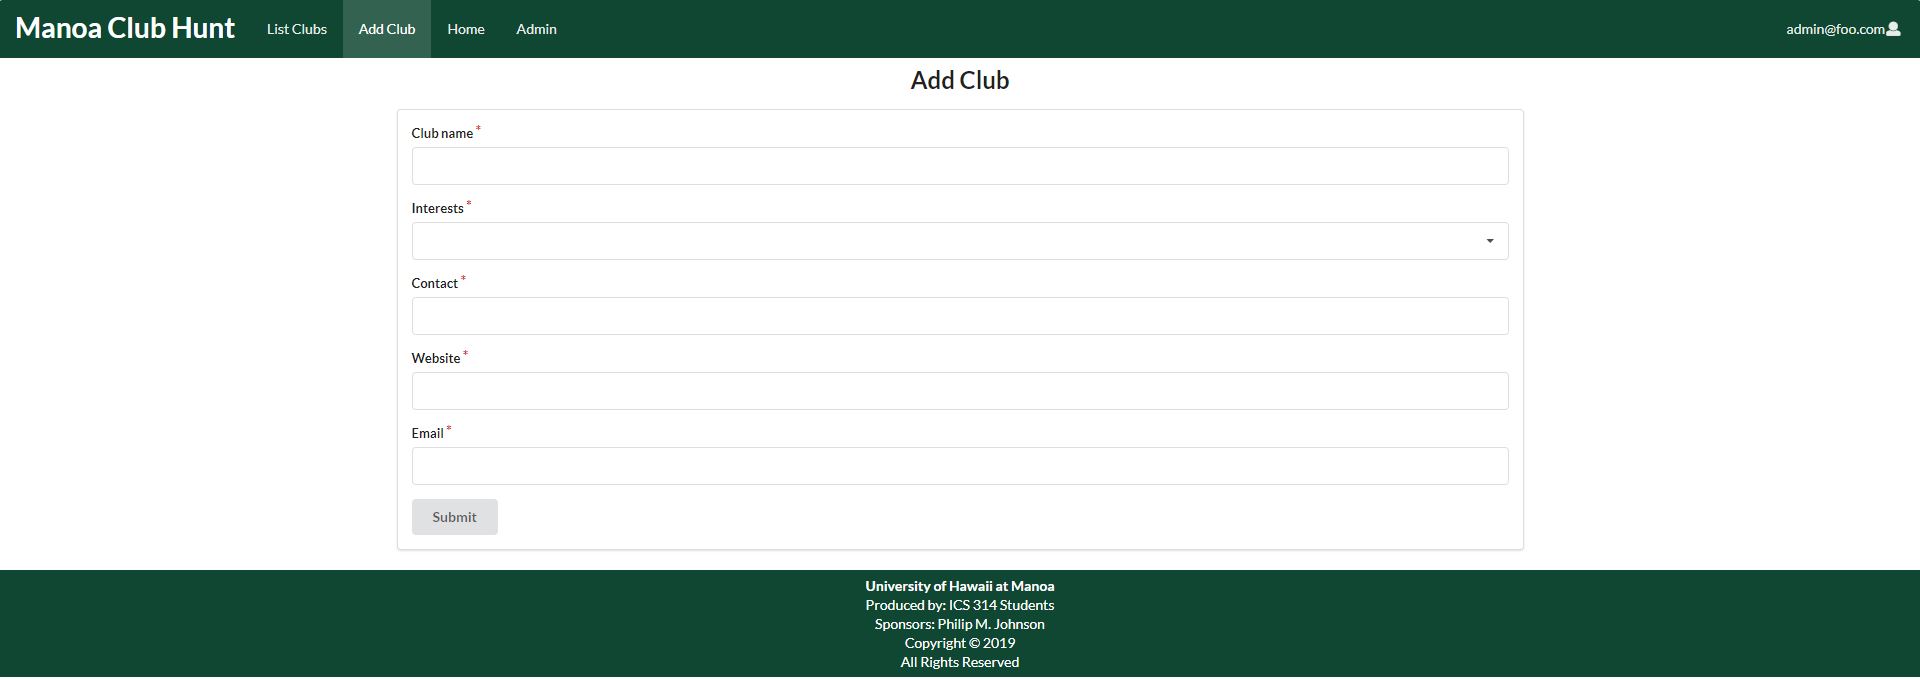 Manoa Club Hunt List Clubs Add Club Home Admin admin@foo.com
Add Club
Club name *
Interests *
Contact *
Website *
Email *
Submit
University of Hawaii at Manoa
Produced by: ICS 314 Students
Sponsors: Philip M. Johnson
Copyright © 2019
All Rights Reserved